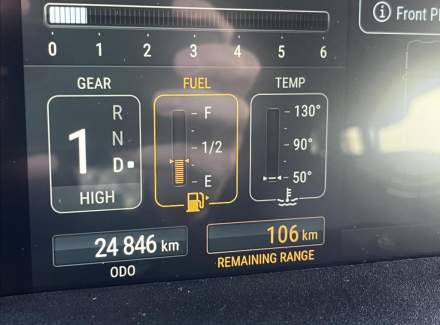 Front P
0 1 2 3 4 5 6
GEAR
FUEL
TEMP
R
N
D
1
HIGH
F
1/2
E
130°
90°
50°
24 846 km
ODO
106 km
REMAINING RANGE